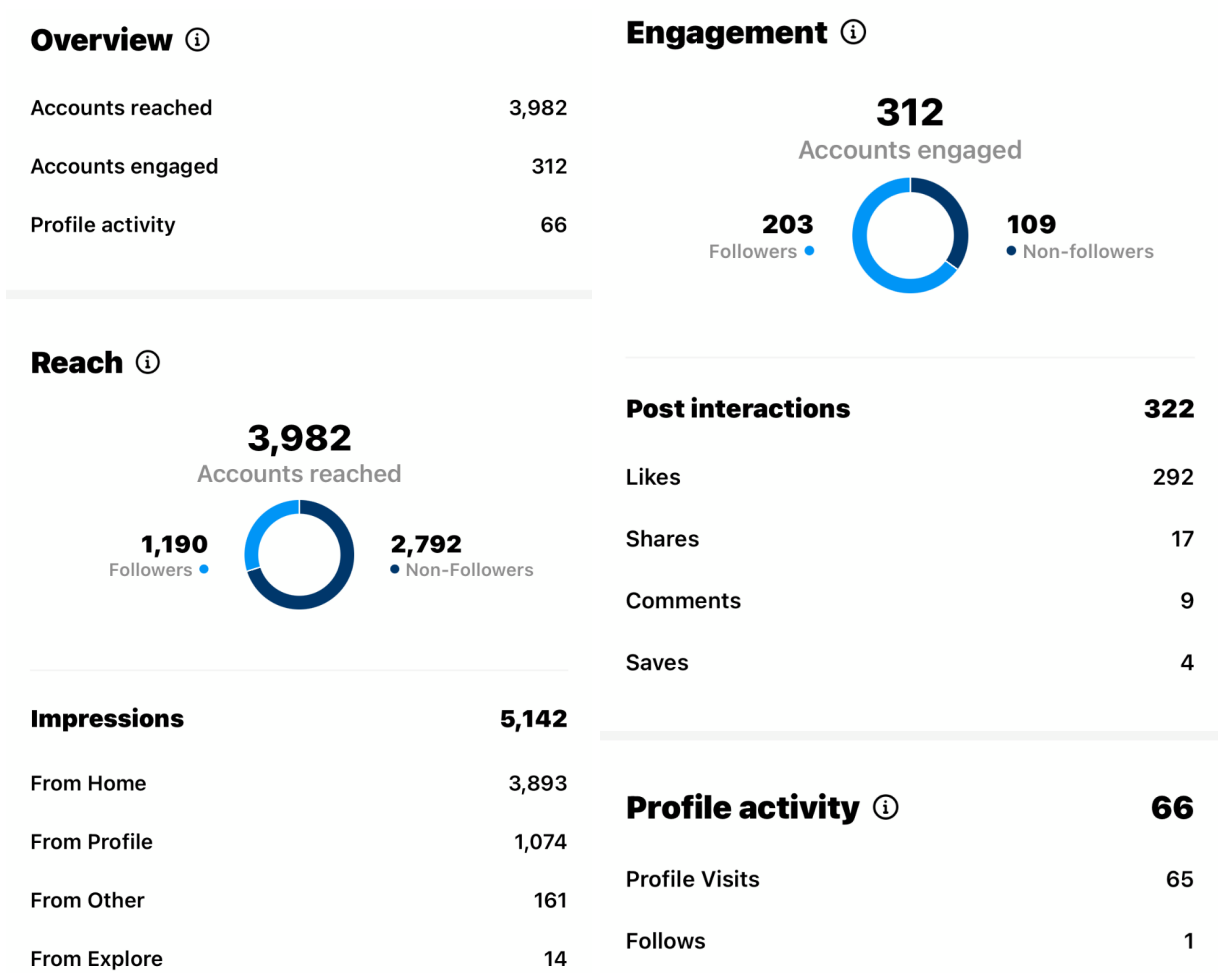 Overview
Accounts reached 3,982
Accounts engaged 312
Profile activity 66
Reach
3,982
Accounts reached
1,190 2,792
Followers Non-Followers
Impressions 5,142
From Home 3,893
From Profile 1,074
From Other 161
From Explore 14
Engagement
312
Accounts engaged
203 109
Followers Non-followers
Post interactions 322
Likes 292
Shares 17
Comments 9
Saves 4
Profile activity 66
Profile Visits 65
Follows 1